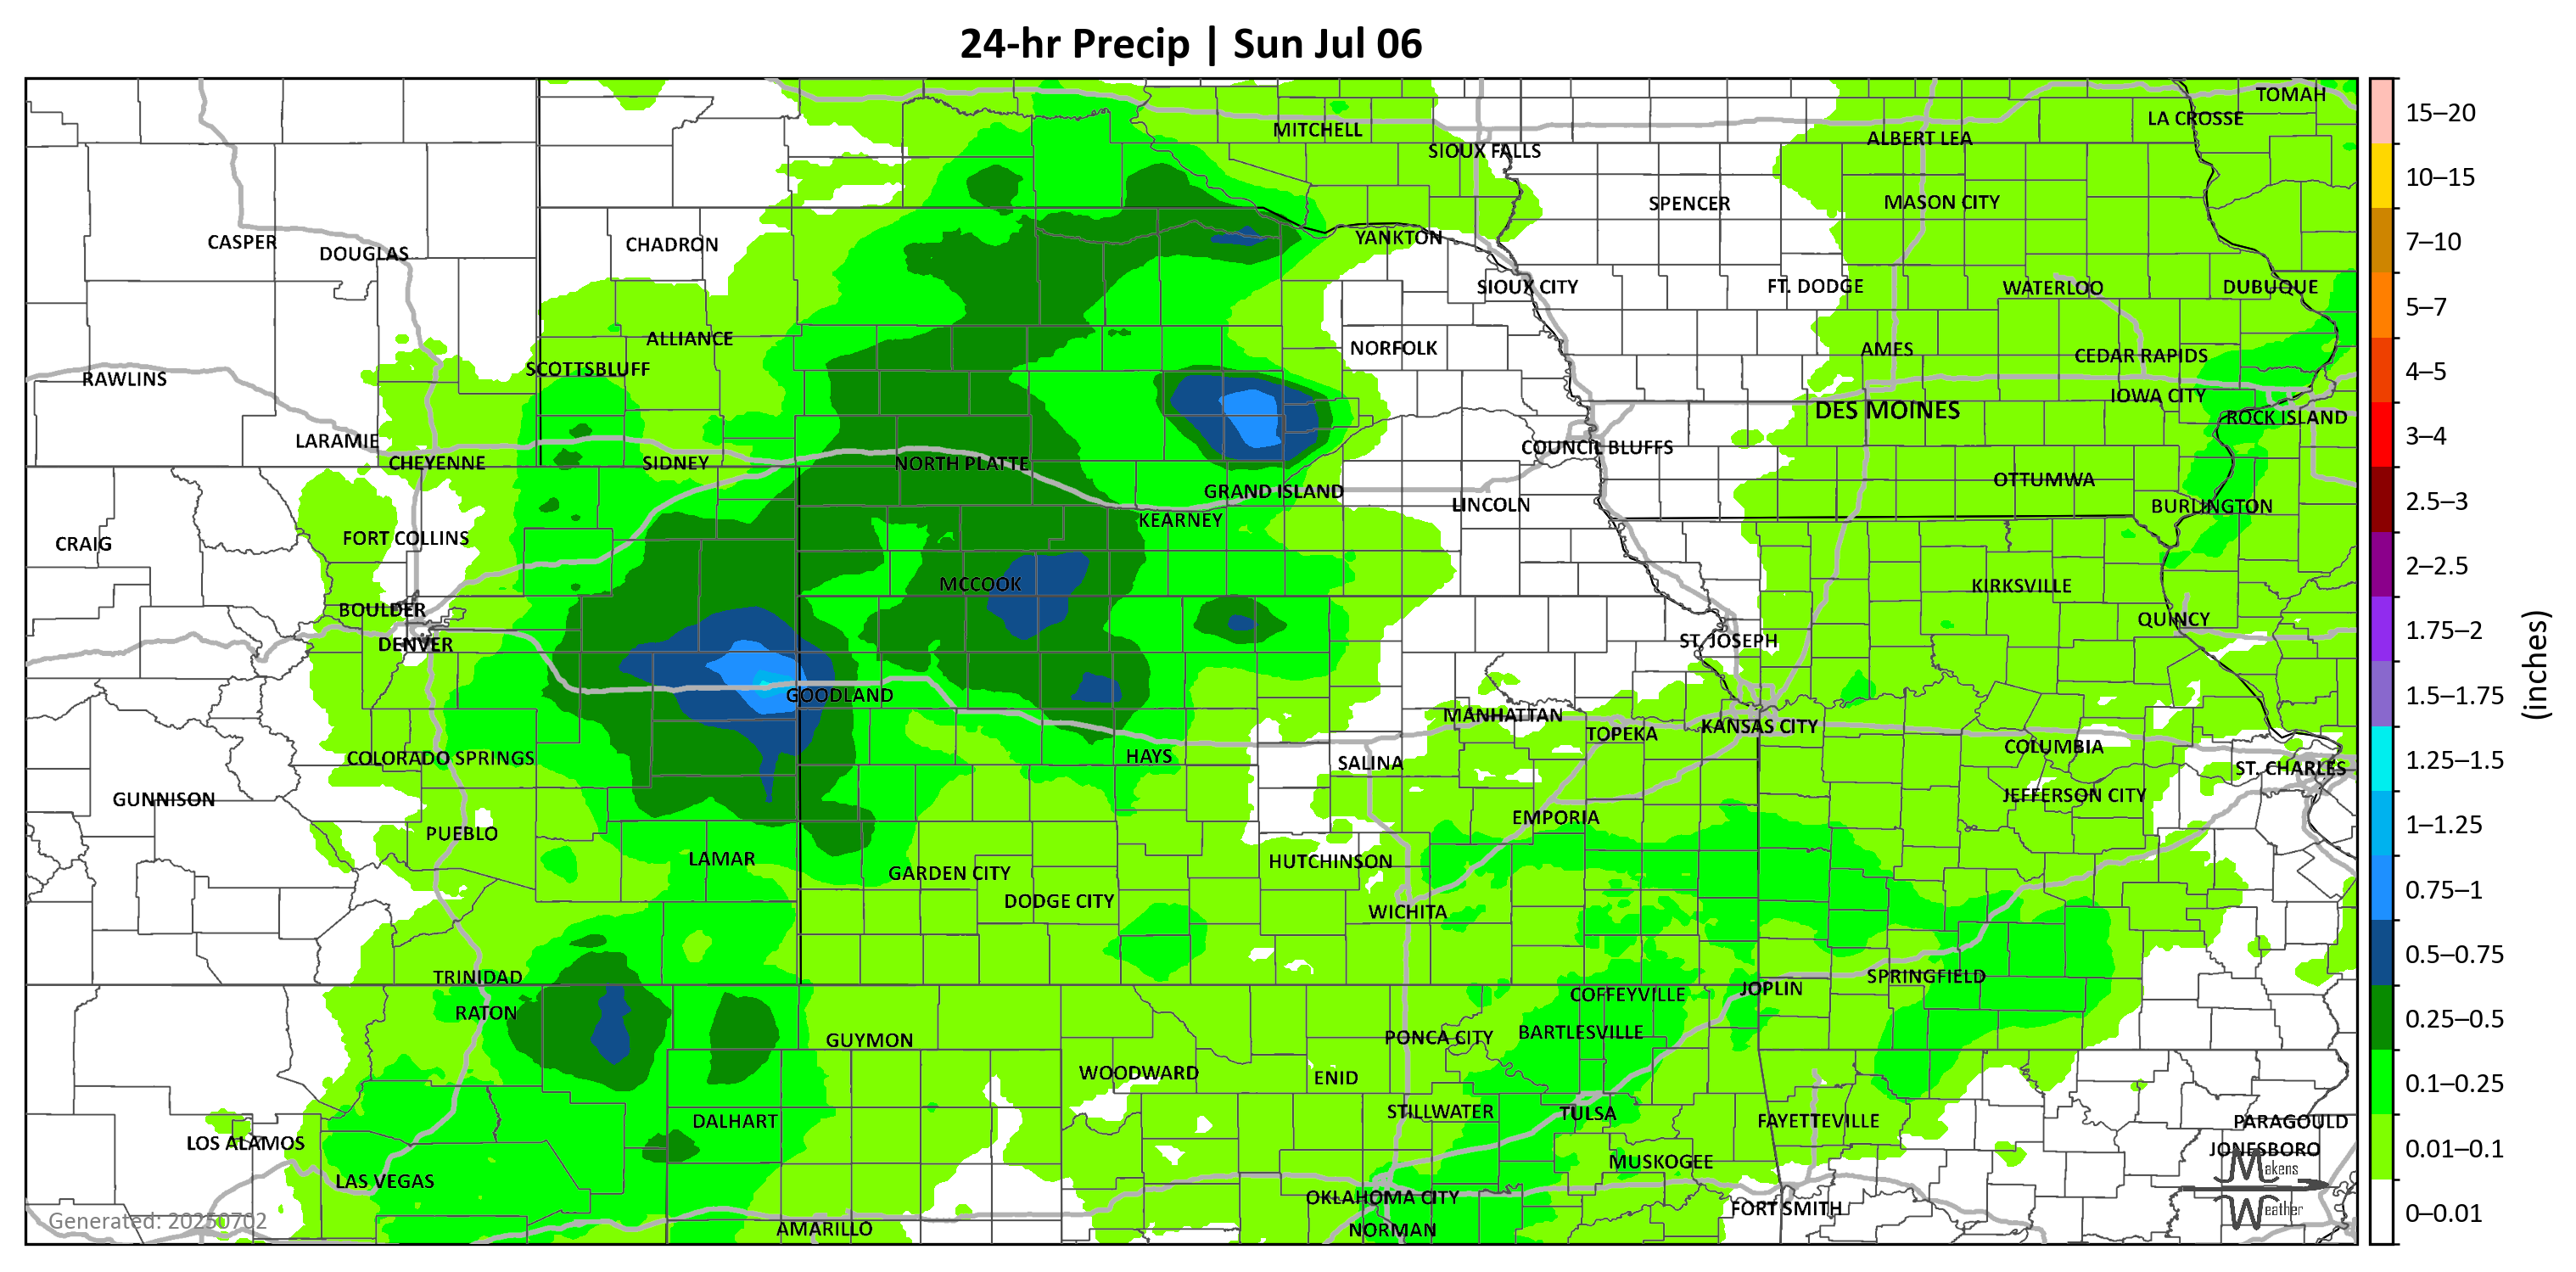 24-hr Precip | Sun Jul 06
TOMAH
LA CROSSE
MITCHELL
ALBERT LEA
SIOUX FALLS
SPENCER
MASON CITY
CASPER
DOUGLAS
CHADRON
YANKTON
SIOUX CITY
FT. DODGE
WATERLOO
DUBUQUE
ALLIANCE
NORFOLK
AMES
CEDAR RAPIDS
SCOTTSBLUFF
RAWLINS
IOWA CITY
DES MOINES
ROCK ISLAND
LARAMIE
COUNCIL BLUFFS
CHEYENNE
SIDNEY
NORTH PLATTE
OTTUMWA
GRAND ISLAND
LINCOLN
BURLINGTON
KEARNEY
CRAIG
FORT COLLINS
MCCOOK
KIRKSVILLE
BOULDER
QUINCY
DENVER
ST. JOSEPH
GOODLAND
MANHATTAN
TOPEKA
KANSAS CITY
COLUMBIA
COLORADO SPRINGS
HAYS
SALINA
ST. CHARLES
GUNNISON
JEFFERSON CITY
EMPORIA
PUEBLO
LAMAR
HUTCHINSON
GARDEN CITY
DODGE CITY
WICHITA
TRINIDAD
SPRINGFIELD
JOPLIN
COFFEYVILLE
RATON
BARTLESVILLE
GUYMON
PONCA CITY
WOODWARD
ENID
STILLWATER
TULSA
DALHART
FAYETTEVILLE
PARAGOULD
LOS ALAMOS
JONESBORO
MUSKOGEE
LAS VEGAS
OKLAHOMA CITY
FORT SMITH
AMARILLO
NORMAN
Generated: 20250702
Makens
Weather
15–20
10–15
7–10
5–7
4–5
3–4
2.5–3
2–2.5
1.75–2
1.5–1.75
1.25–1.5
1–1.25
0.75–1
0.5–0.75
0.25–0.5
0.1–0.25
0.01–0.1
0–0.01
(inches)